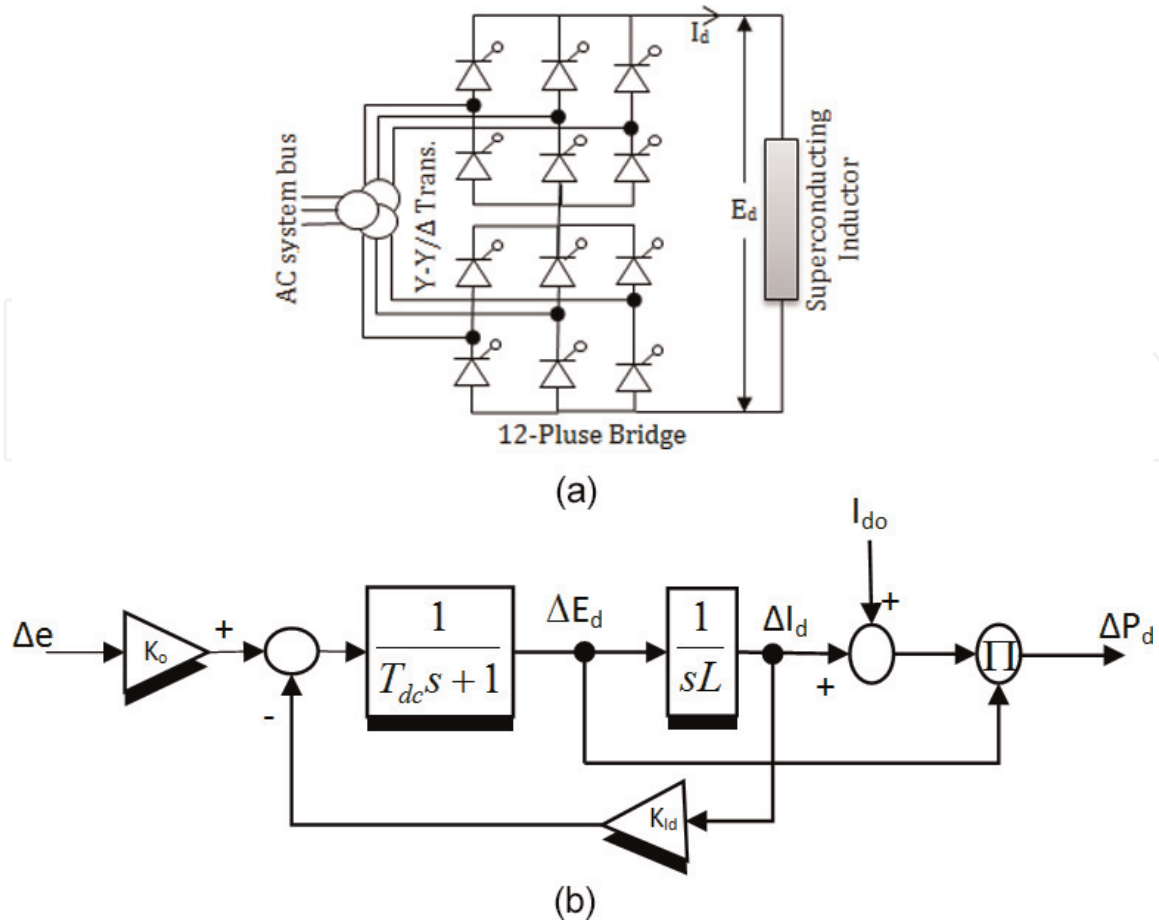 I_d
AC system bus
Y-Y/Δ Trans.
E_d
Superconducting
Inductor
12-Pluse Bridge
(a)
I_do
Δe
K_o
+
-
1
T_dc s + 1
ΔE_d
1
sL
ΔI_d
+
+
Π
ΔP_d
K_Id
(b)